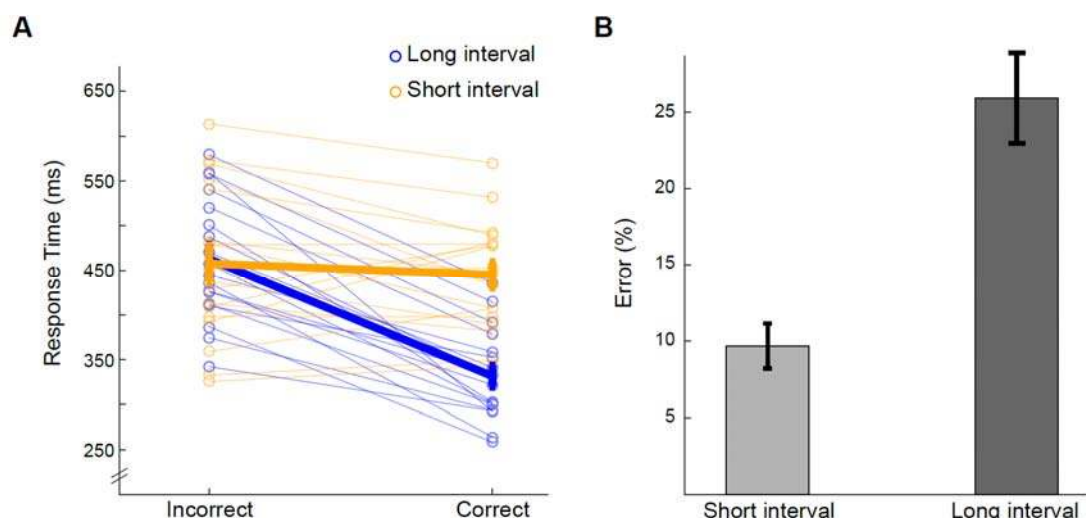 A
Long interval
Short interval
650
550
450
350
250
Response Time (ms)
Incorrect
Correct
B
25
20
15
10
5
Error (%)
Short interval
Long interval